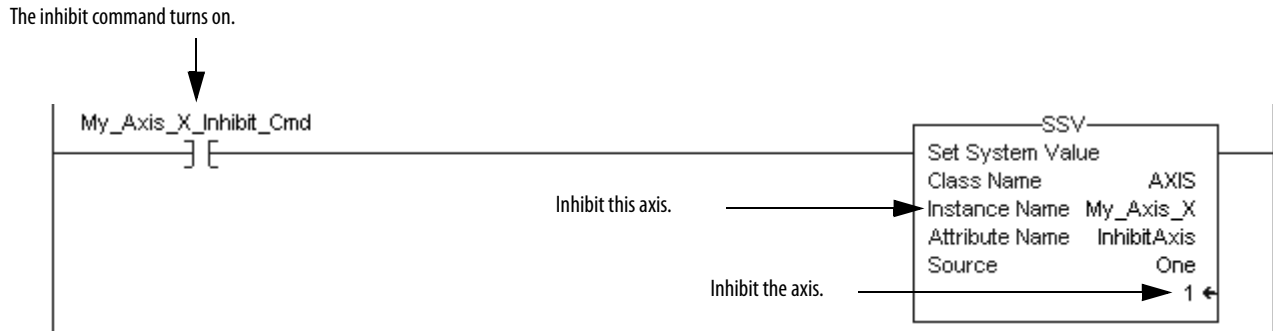 The inhibit command turns on.
My_Axis_X_Inhibit_Cmd
SSV
Set System Value
Class Name AXIS
Inhibit this axis.
Instance Name My_Axis_X
Attribute Name InhibitAxis
Source One
Inhibit the axis.
1